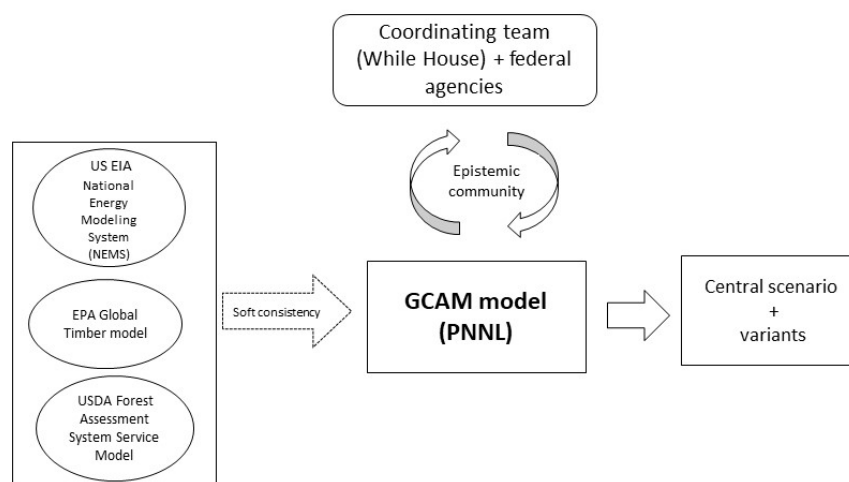 Coordinating team
(While House) + federal
agencies
Epistemic
community
US EIA
National
Energy
Modeling
System
(NEMS)
EPA Global
Timber model
USDA Forest
Assessment
System Service
Model
Soft consistency
GCAM model
(PNNL)
Central scenario
+
variants